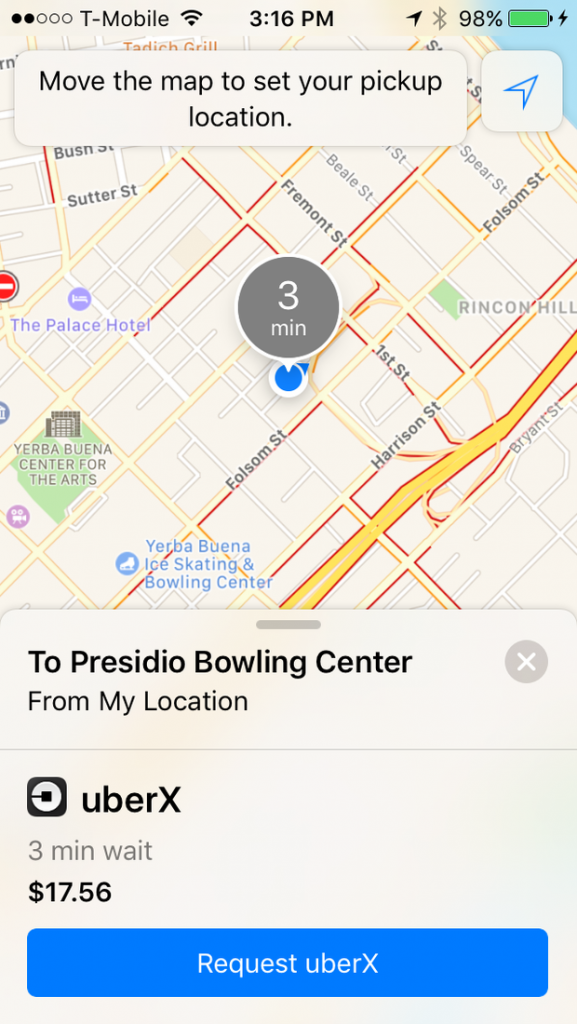 T-Mobile 3:16 PM 98%
Tadich Grill
Move the map to set your pickup
location.
Bush St
Sutter St
Beale St
Spear St
Fremont St
Folsom St
3
min
The Palace Hotel
RINCON HILL
1st St
YERBA BUENA
CENTER FOR
THE ARTS
Folsom St
Harrison St
Bryant St
Yerba Buena
Ice Skating &
Bowling Center
To Presidio Bowling Center
From My Location
uberX
3 min wait
$17.56
Request uberX